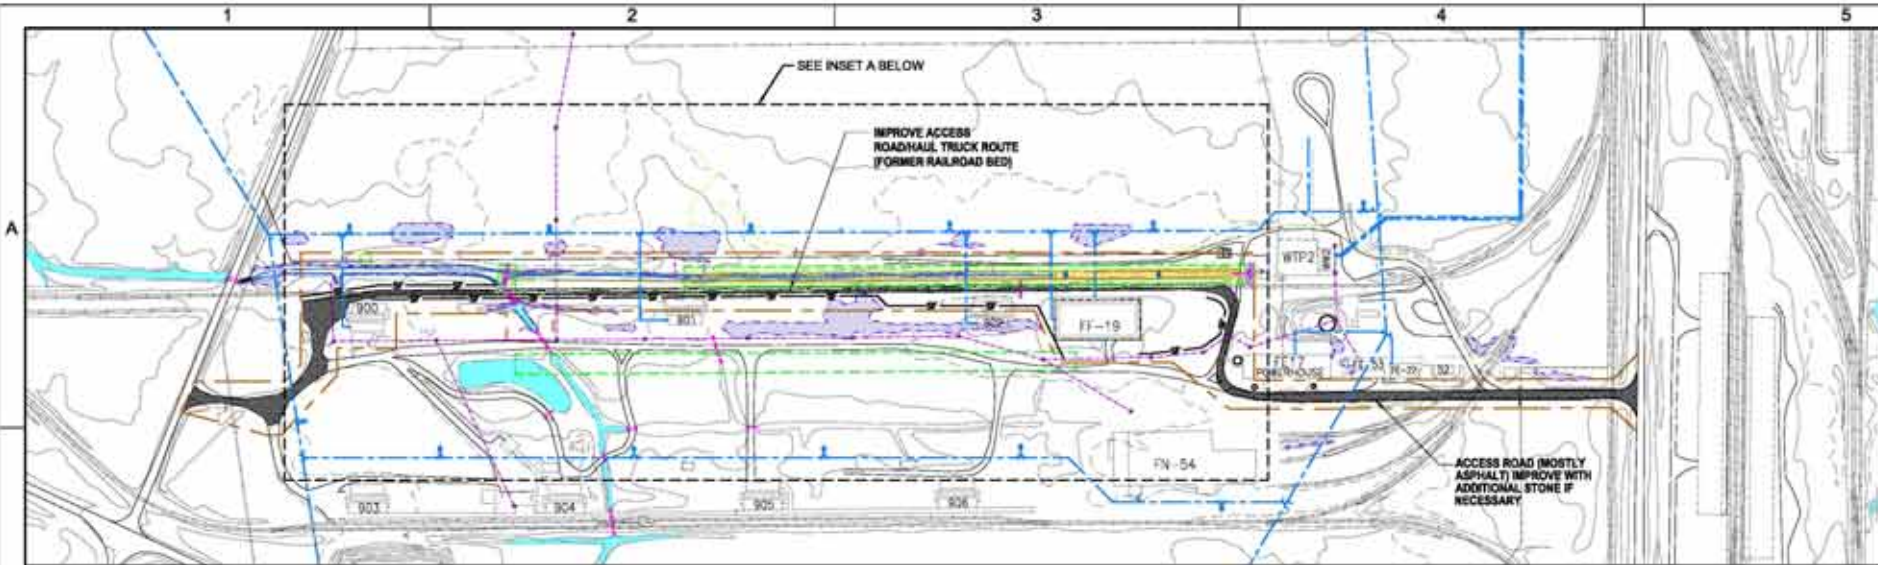 1 2 3 4 5
A
SEE INSET A BELOW
IMPROVE ACCESS
ROAD/HAUL TRUCK ROUTE
(FORMER RAILROAD BED)
WTP2
900
901
FF-19
POWERHOUSE
52
FN-54
903
904
905
906
ACCESS ROAD (MOSTLY
ASPHALT) IMPROVE WITH
ADDITIONAL STONE IF
NECESSARY